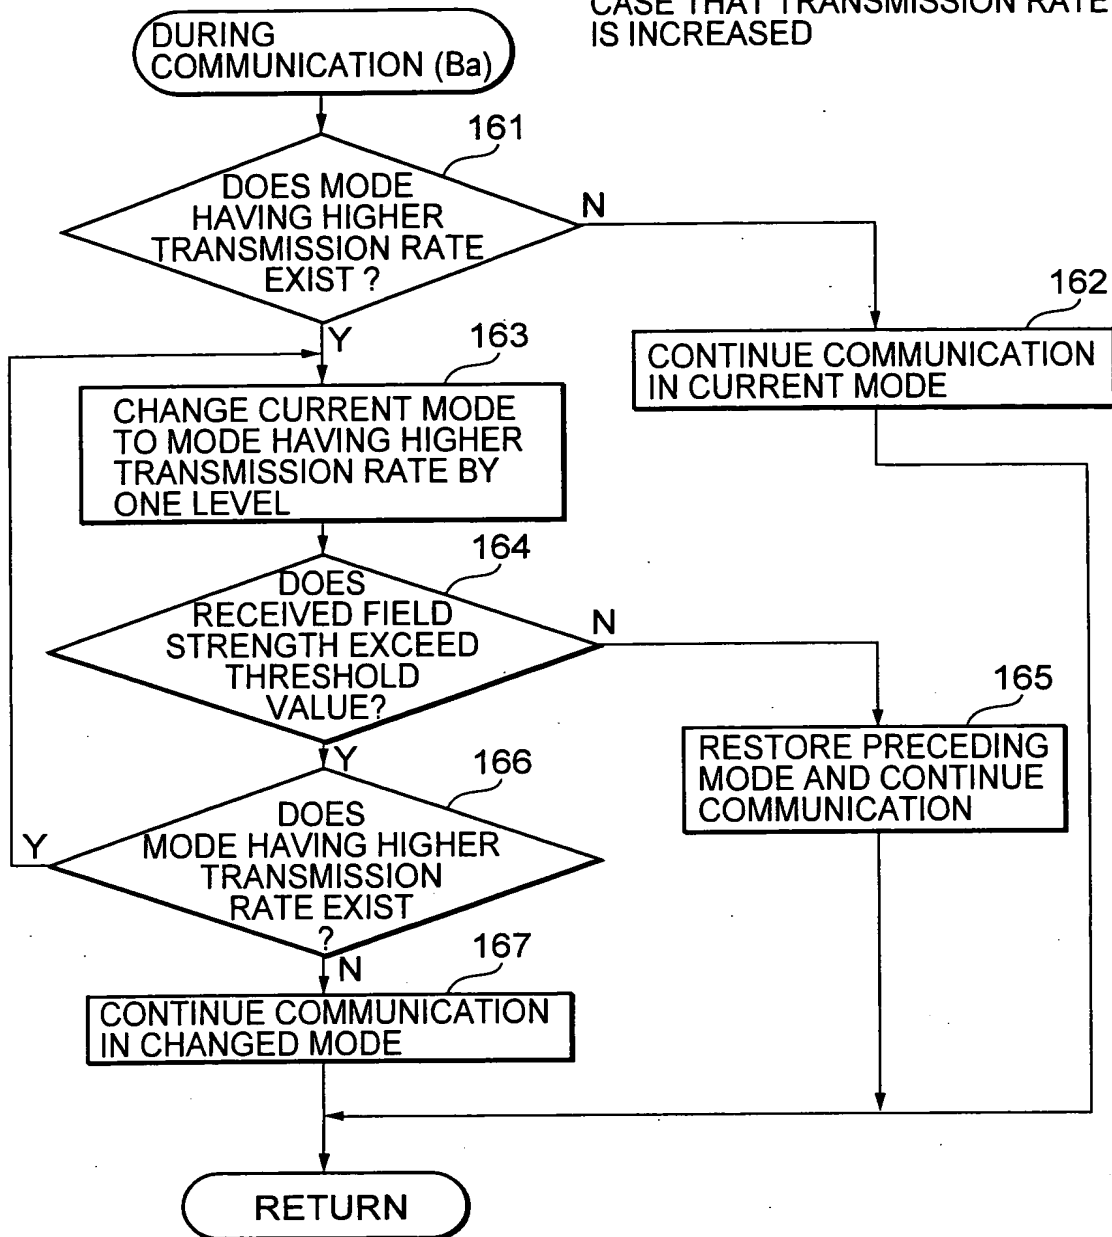 CASE THAT TRANSMISSION RATE
IS INCREASED
DURING
COMMUNICATION (Ba)
161
DOES MODE
HAVING HIGHER
TRANSMISSION RATE
EXIST ?
N
Y
162
CONTINUE COMMUNICATION
IN CURRENT MODE
163
CHANGE CURRENT MODE
TO MODE HAVING HIGHER
TRANSMISSION RATE BY
ONE LEVEL
164
DOES
RECEIVED FIELD
STRENGTH EXCEED
THRESHOLD
VALUE?
N
Y
165
RESTORE PRECEDING
MODE AND CONTINUE
COMMUNICATION
166
DOES
MODE HAVING HIGHER
TRANSMISSION
RATE EXIST
?
Y
N
167
CONTINUE COMMUNICATION
IN CHANGED MODE
RETURN